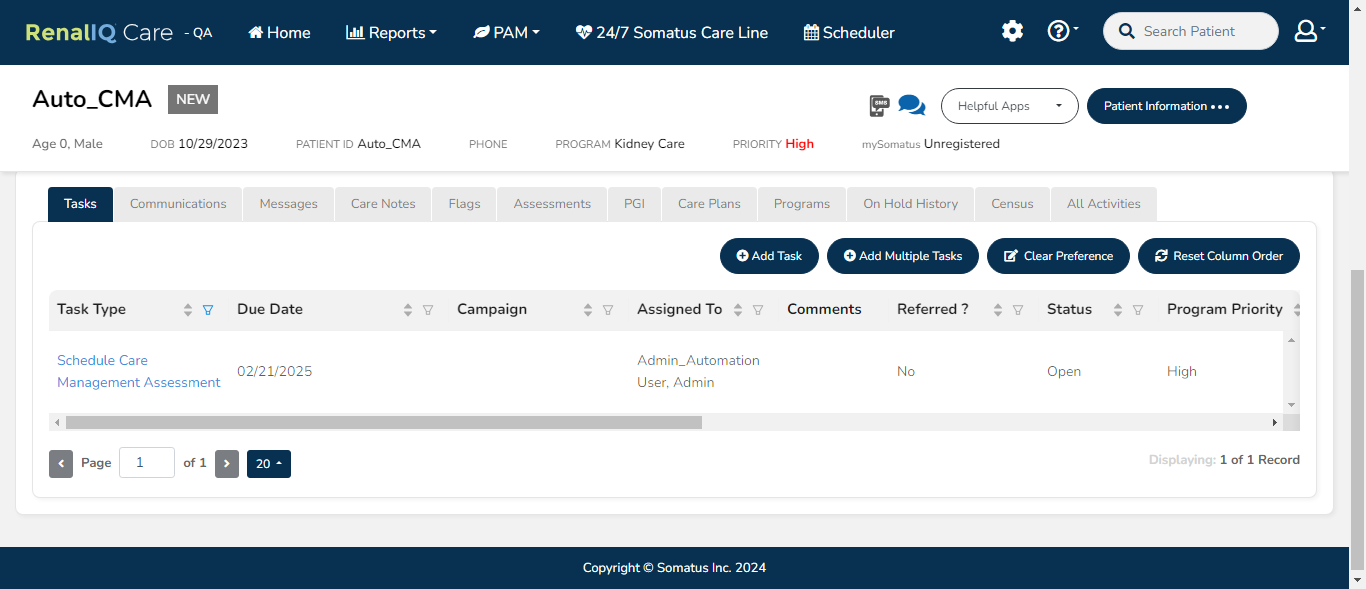 RenalIQ Care - QA Home Reports PAM 24/7 Somatus Care Line Scheduler Search Patient
Auto_CMA NEW SMS Helpful Apps Patient Information
Age 0, Male DOB 10/29/2023 PATIENT ID Auto_CMA PHONE PROGRAM Kidney Care PRIORITY High mySomatus Unregistered
Tasks Communications Messages Care Notes Flags Assessments PGI Care Plans Programs On Hold History Census All Activities
Add Task Add Multiple Tasks Clear Preference Reset Column Order
Task Type Due Date Campaign Assigned To Comments Referred ? Status Program Priority
Schedule Care
Management Assessment 02/21/2025 Admin_Automation
User, Admin No Open High
Page 1 of 1 20 Displaying: 1 of 1 Record
Copyright © Somatus Inc. 2024